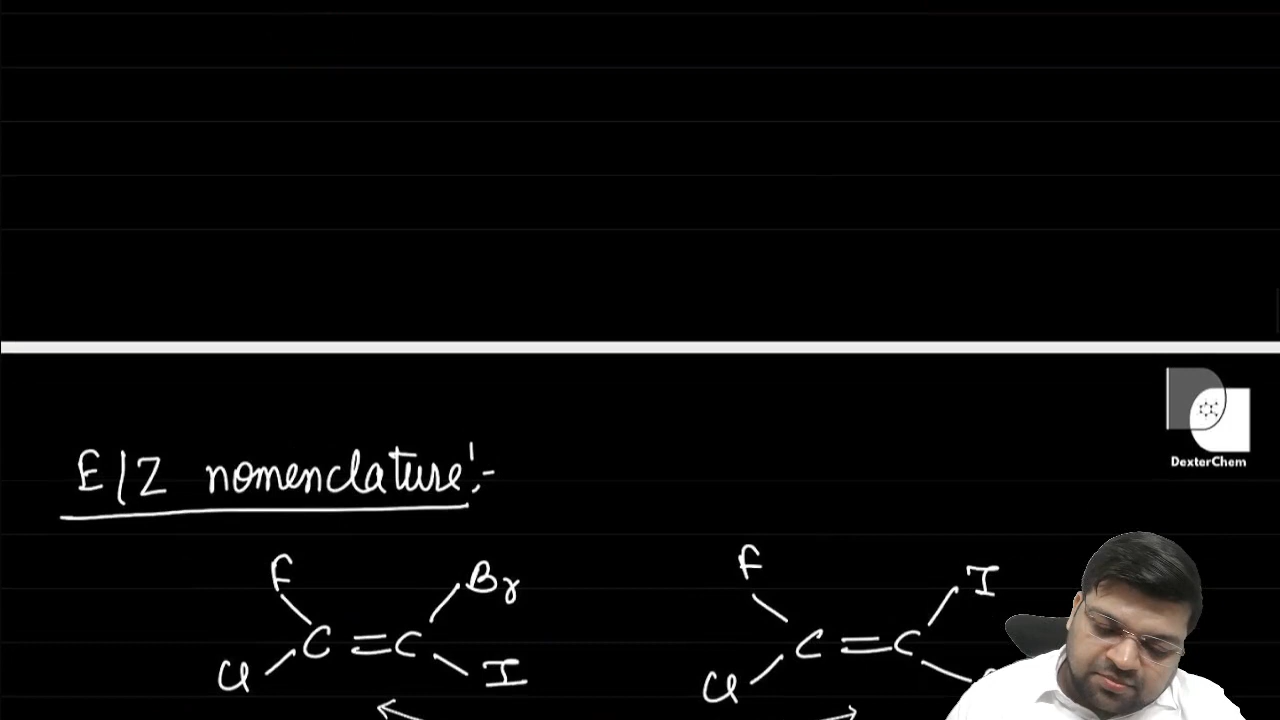 DexterChem
E/Z nomenclature:-
F Br F I
C = C C = C
Cl I Cl